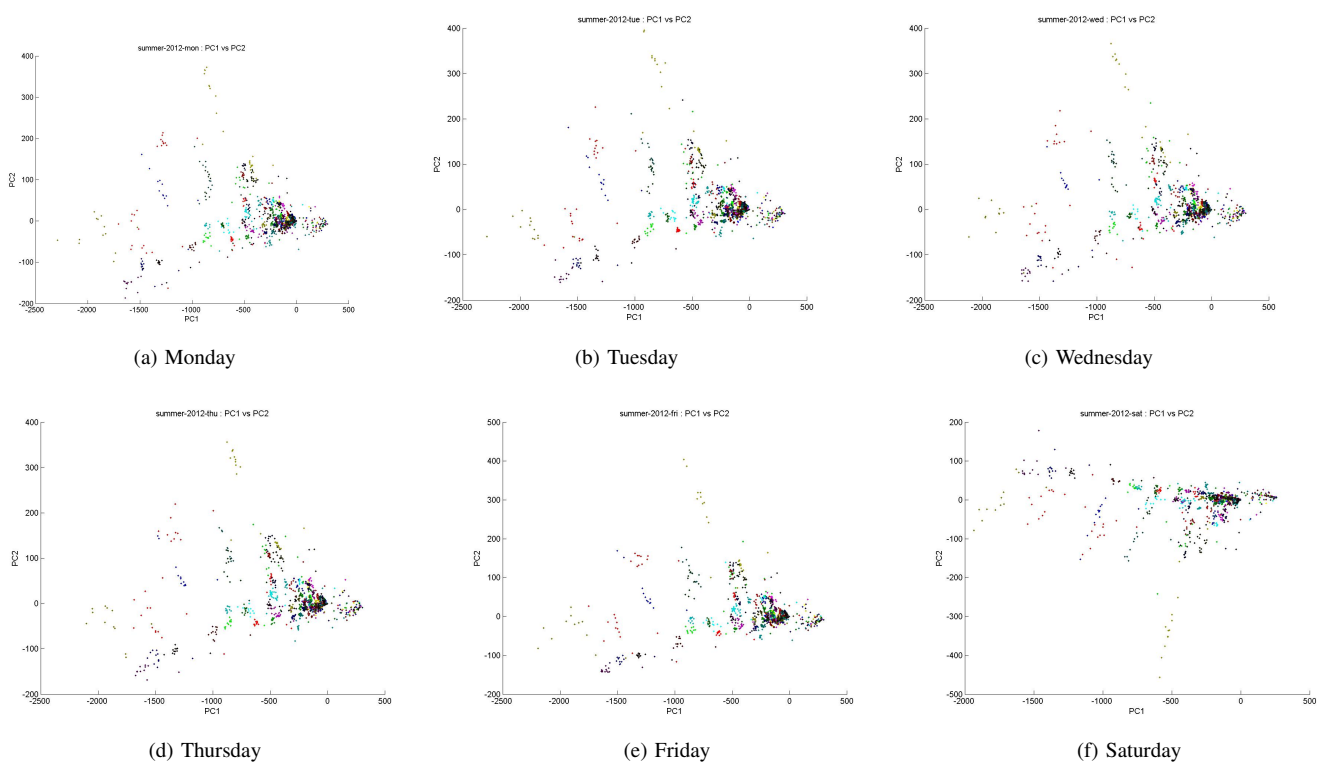 summer-2012-mon : PC1 vs PC2
400
300
200
100
0
-100
-200
PC2
-2500 -2000 -1500 -1000 -500 0 500
PC1
(a) Monday
summer-2012-tue : PC1 vs PC2
400
300
200
100
0
-100
-200
PC2
-2500 -2000 -1500 -1000 -500 0 500
PC1
(b) Tuesday
summer-2012-wed : PC1 vs PC2
400
300
200
100
0
-100
-200
PC2
-2500 -2000 -1500 -1000 -500 0 500
PC1
(c) Wednesday
summer-2012-thu : PC1 vs PC2
400
300
200
100
0
-100
-200
PC2
-2500 -2000 -1500 -1000 -500 0 500
PC1
(d) Thursday
summer-2012-fri : PC1 vs PC2
500
400
300
200
100
0
-100
-200
PC2
-2500 -2000 -1500 -1000 -500 0 500
PC1
(e) Friday
summer-2012-sat : PC1 vs PC2
200
100
0
-100
-200
-300
-400
-500
PC2
-2000 -1500 -1000 -500 0 500
PC1
(f) Saturday